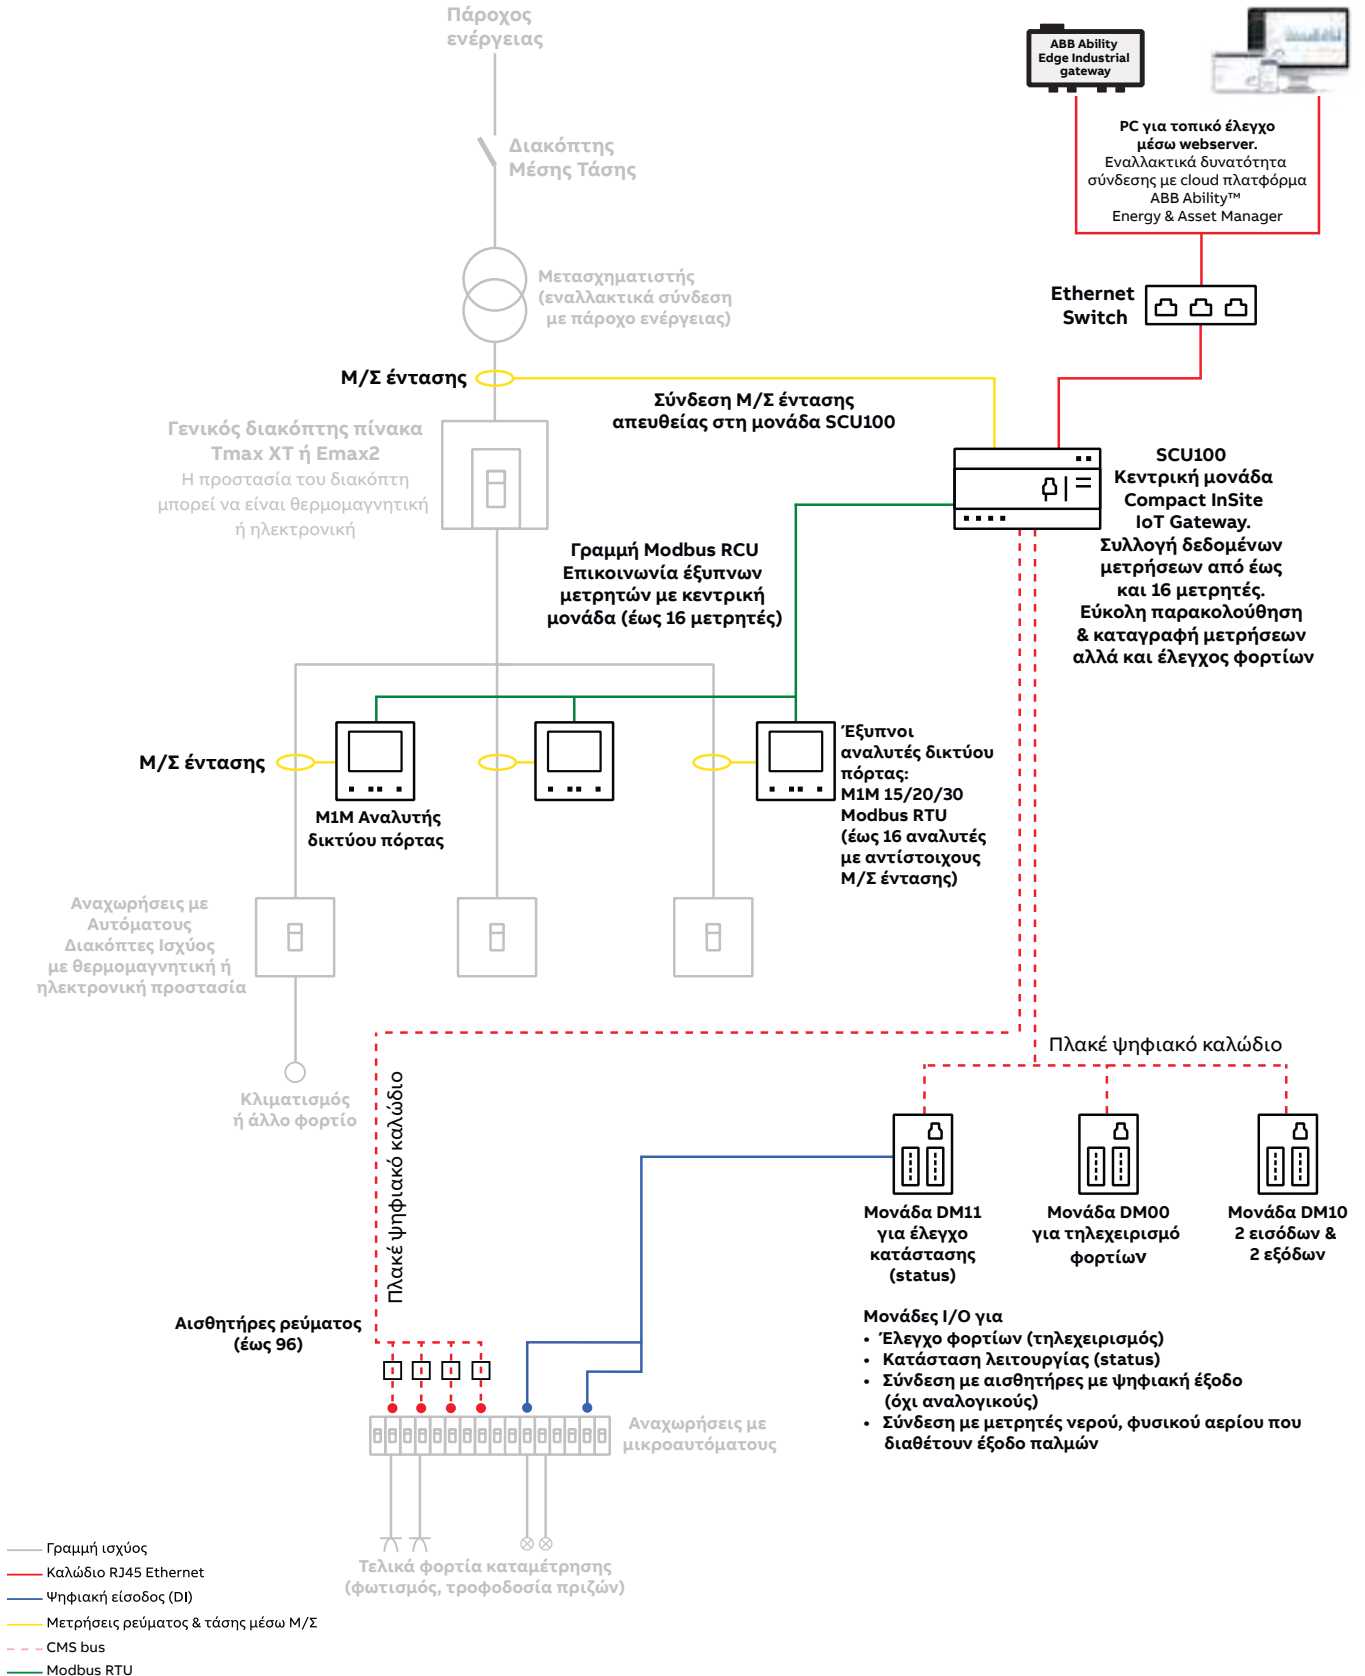 Πάροχος
ενέργειας
ABB Ability
Edge Industrial
gateway
PC για τοπικό έλεγχο
μέσω webserver.
Εναλλακτικά δυνατότητα
σύνδεσης με cloud πλατφόρμα
ABB Ability™
Energy & Asset Manager
Διακόπτης
Μέσης Τάσης
Μετασχηματιστής
(εναλλακτικά σύνδεση
με πάροχο ενέργειας)
Ethernet
Switch
Μ/Σ έντασης
Σύνδεση Μ/Σ έντασης
απευθείας στη μονάδα SCU100
Γενικός διακόπτης πίνακα
Tmax XT ή Emax2
Η προστασία του διακόπτη
μπορεί να είναι θερμομαγνητική
ή ηλεκτρονική
SCU100
Κεντρική μονάδα
Compact InSite
IoT Gateway.
Συλλογή δεδομένων
μετρήσεων από έως
και 16 μετρητές.
Εύκολη παρακολούθηση
& καταγραφή μετρήσεων
αλλά και έλεγχος φορτίων
Γραμμή Modbus RCU
Επικοινωνία έξυπνων
μετρητών με κεντρική
μονάδα (έως 16 μετρητές)
Μ/Σ έντασης
M1M Αναλυτής
δικτύου πόρτας
Έξυπνοι
αναλυτές δικτύου
πόρτας:
M1M 15/20/30
Modbus RTU
(έως 16 αναλυτές
με αντίστοιχους
Μ/Σ έντασης)
Αναχωρήσεις με
Αυτόματους
Διακόπτες Ισχύος
με θερμομαγνητική ή
ηλεκτρονική προστασία
Κλιματισμός
ή άλλο φορτίο
Πλακέ ψηφιακό καλώδιο
Πλακέ ψηφιακό καλώδιο
Μονάδα DM11
για έλεγχο
κατάστασης
(status)
Μονάδα DM00
για τηλεχειρισμό
φορτίων
Μονάδα DM10
2 εισόδων &
2 εξόδων
Αισθητήρες ρεύματος
(έως 96)
Μονάδες I/O για
• Έλεγχο φορτίων (τηλεχειρισμός)
• Κατάσταση λειτουργίας (status)
• Σύνδεση με αισθητήρες με ψηφιακή έξοδο
(όχι αναλογικούς)
• Σύνδεση με μετρητές νερού, φυσικού αερίου που
διαθέτουν έξοδο παλμών
Αναχωρήσεις με
μικροαυτόματους
Τελικά φορτία καταμέτρησης
(φωτισμός, τροφοδοσία πριζών)
Γραμμή ισχύος
Καλώδιο RJ45 Ethernet
Ψηφιακή είσοδος (DI)
Μετρήσεις ρεύματος & τάσης μέσω Μ/Σ
CMS bus
Modbus RTU